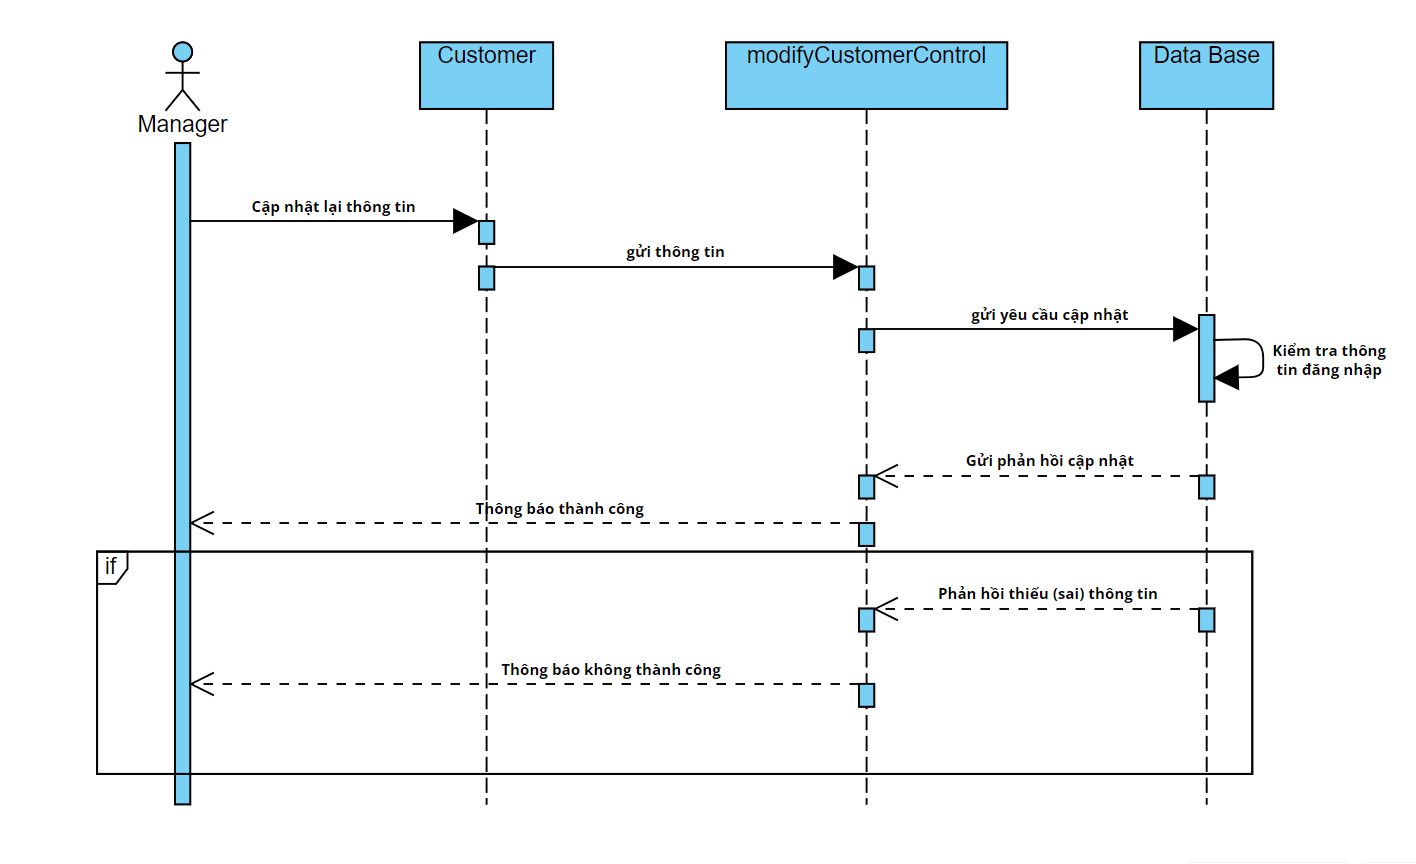 Manager
Customer
modifyCustomerControl
Data Base
Cập nhật lại thông tin
gửi thông tin
gửi yêu cầu cập nhật
Kiểm tra thông
tin đăng nhập
Gửi phản hồi cập nhật
Thông báo thành công
if
Phản hồi thiếu (sai) thông tin
Thông báo không thành công